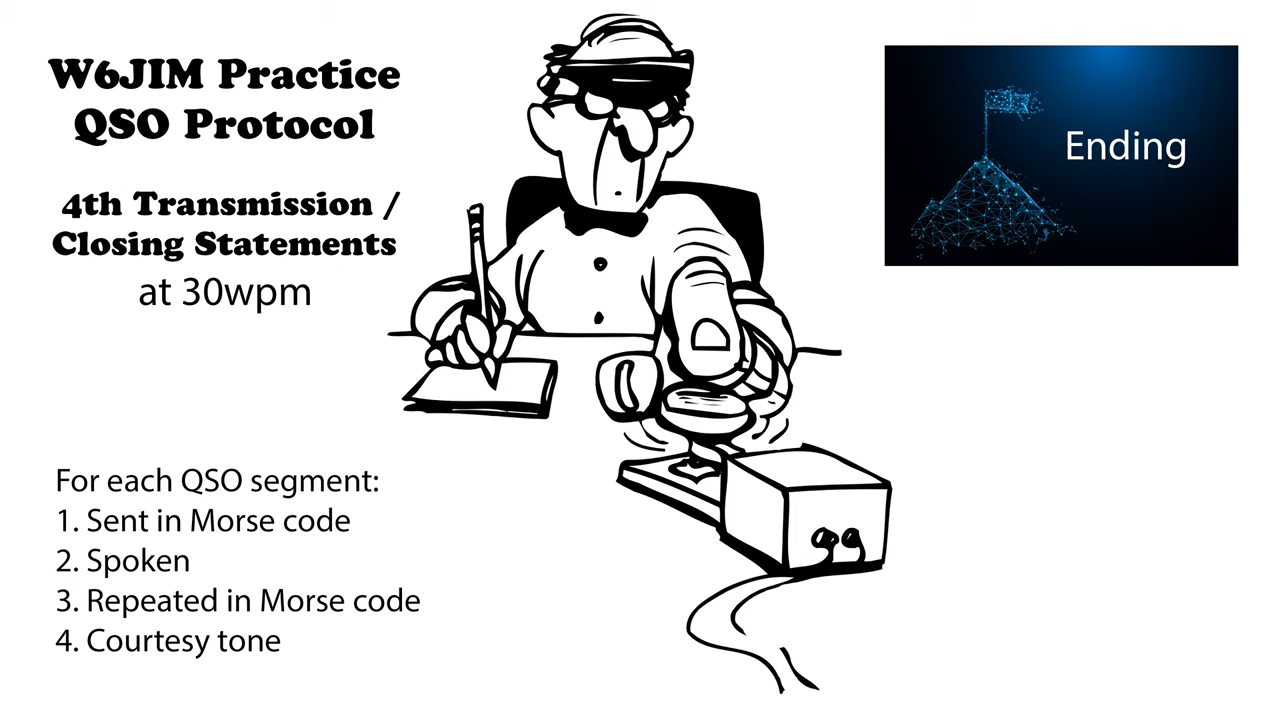 W6JIM Practice
QSO Protocol
4th Transmission /
Closing Statements
at 30wpm
Ending
For each QSO segment:
1. Sent in Morse code
2. Spoken
3. Repeated in Morse code
4. Courtesy tone